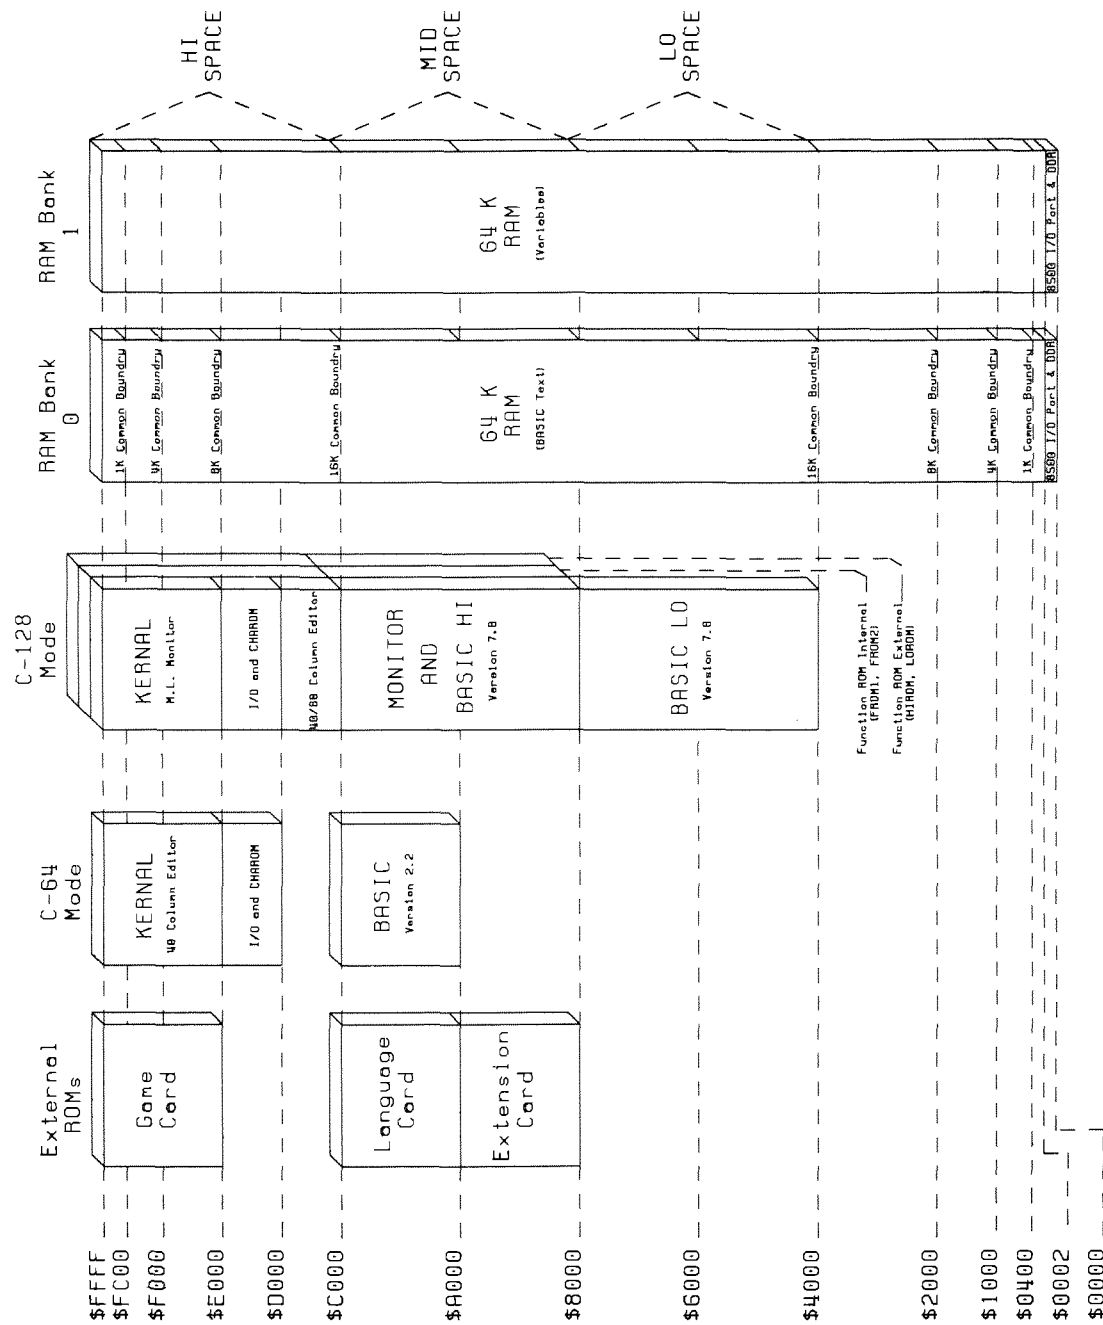 HI
SPACE
MID
SPACE
LO
SPACE
RAM Bank
1
64 K
RAM
(Variables)
8500 I/O Port & DDR
RAM Bank
0
1K Common Boundry
4K Common Boundry
8K Common Boundry
16K Common Boundry
64 K
RAM
(BASIC Text)
16K Common Boundry
8K Common Boundry
4K Common Boundry
1K Common Boundry
8500 I/O Port & DDR
C-128
Mode
KERNAL
M.L. Monitor
I/O and CHAROM
40/80 Column Editor
MONITOR
AND
BASIC HI
Version 7.0
BASIC LO
Version 7.0
Function ROM Internal
(FROM1, FROM2)
Function ROM External
(HIROM, LOROM)
C-64
Mode
KERNAL
40 Column Editor
I/O and CHAROM
BASIC
Version 2.2
External
ROMs
Game
Card
Language
Card
Extension
Card
$FFFF
$FC00
$F000
$E000
$D000
$C000
$A000
$8000
$6000
$4000
$2000
$1000
$0400
$0002
$0000